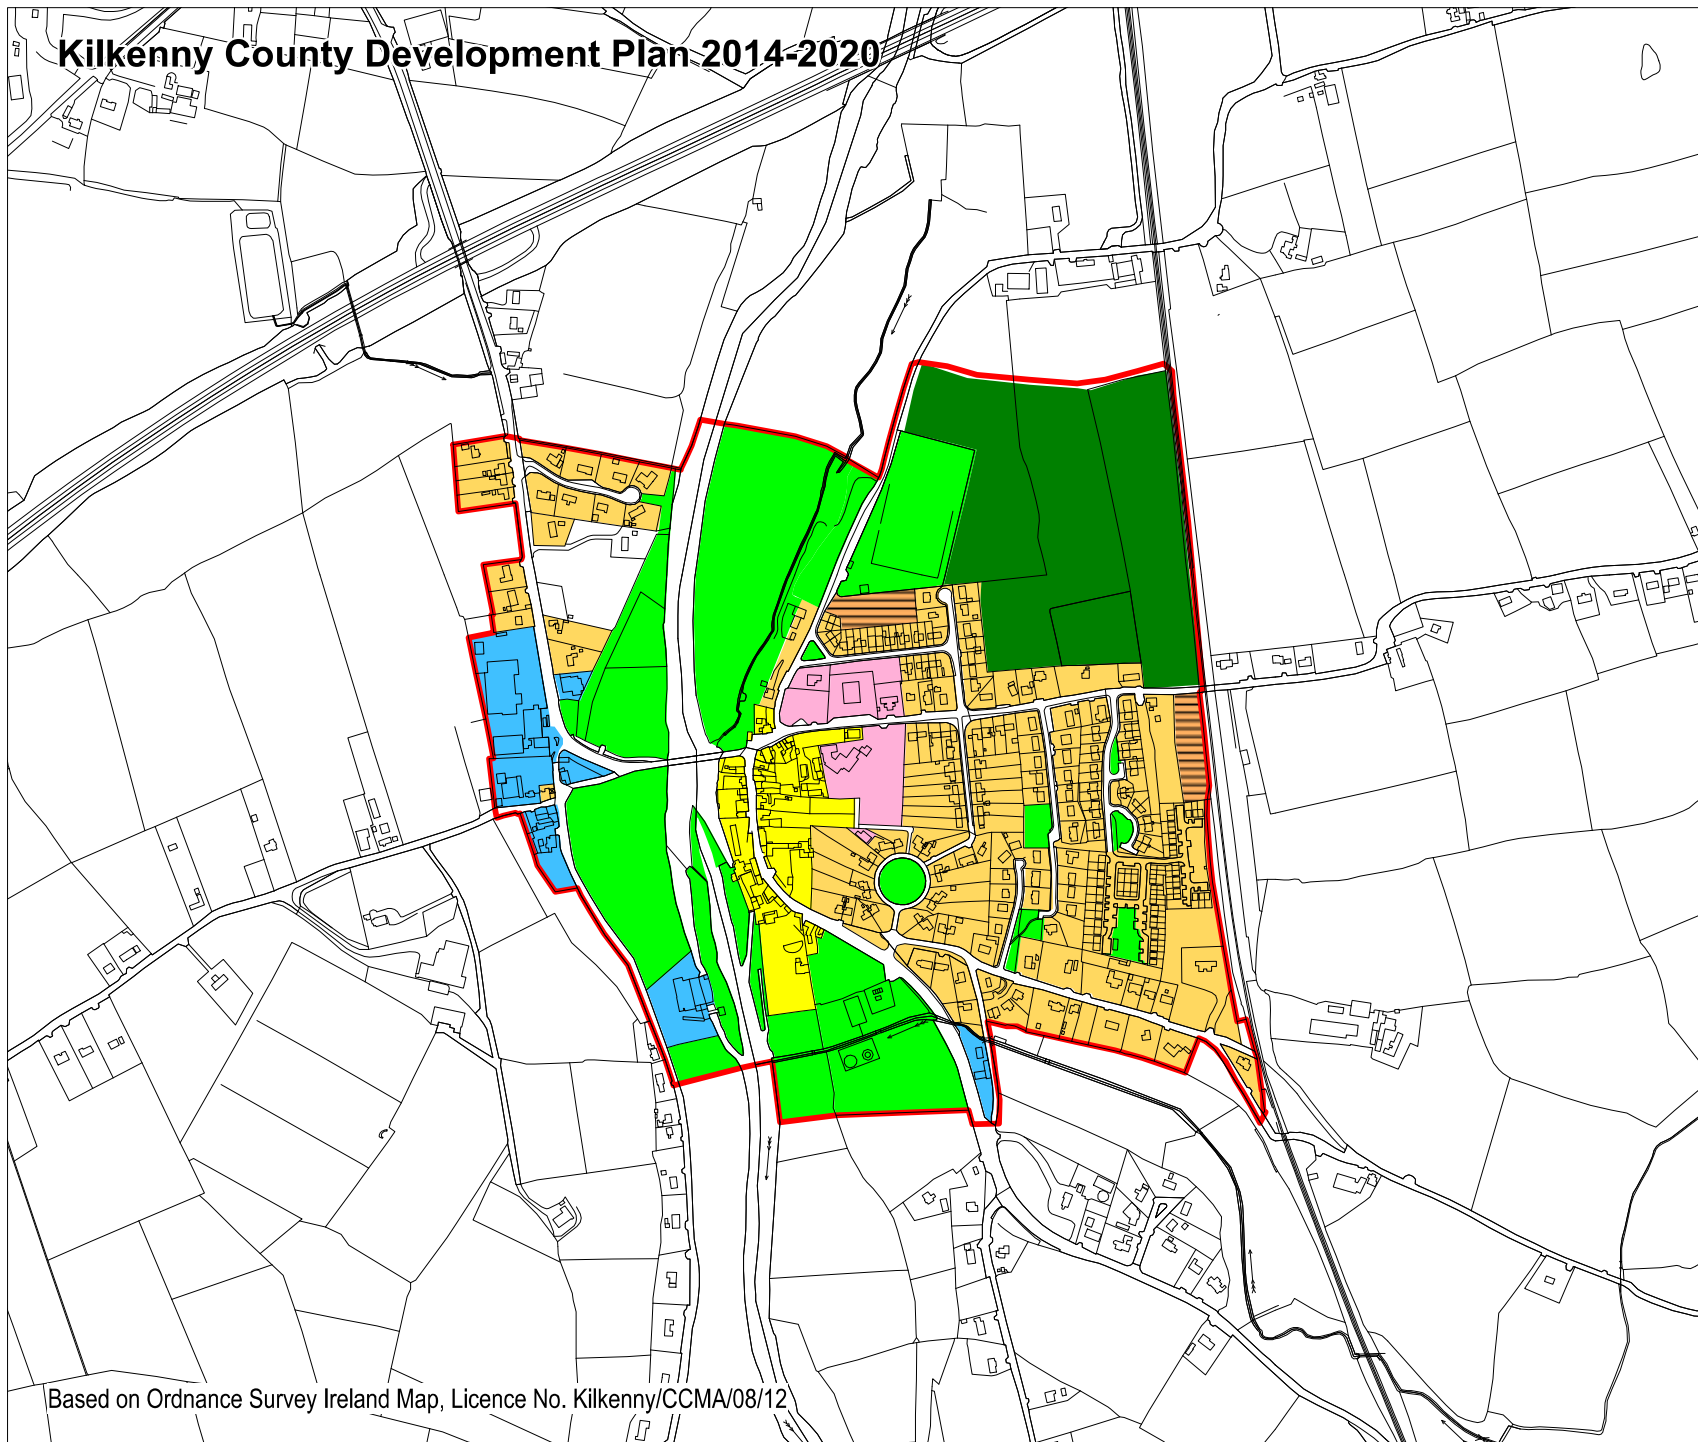 Kilkenny County Development Plan 2014-2020
Based on Ordnance Survey Ireland Map, Licence No. Kilkenny/CCMA/08/12